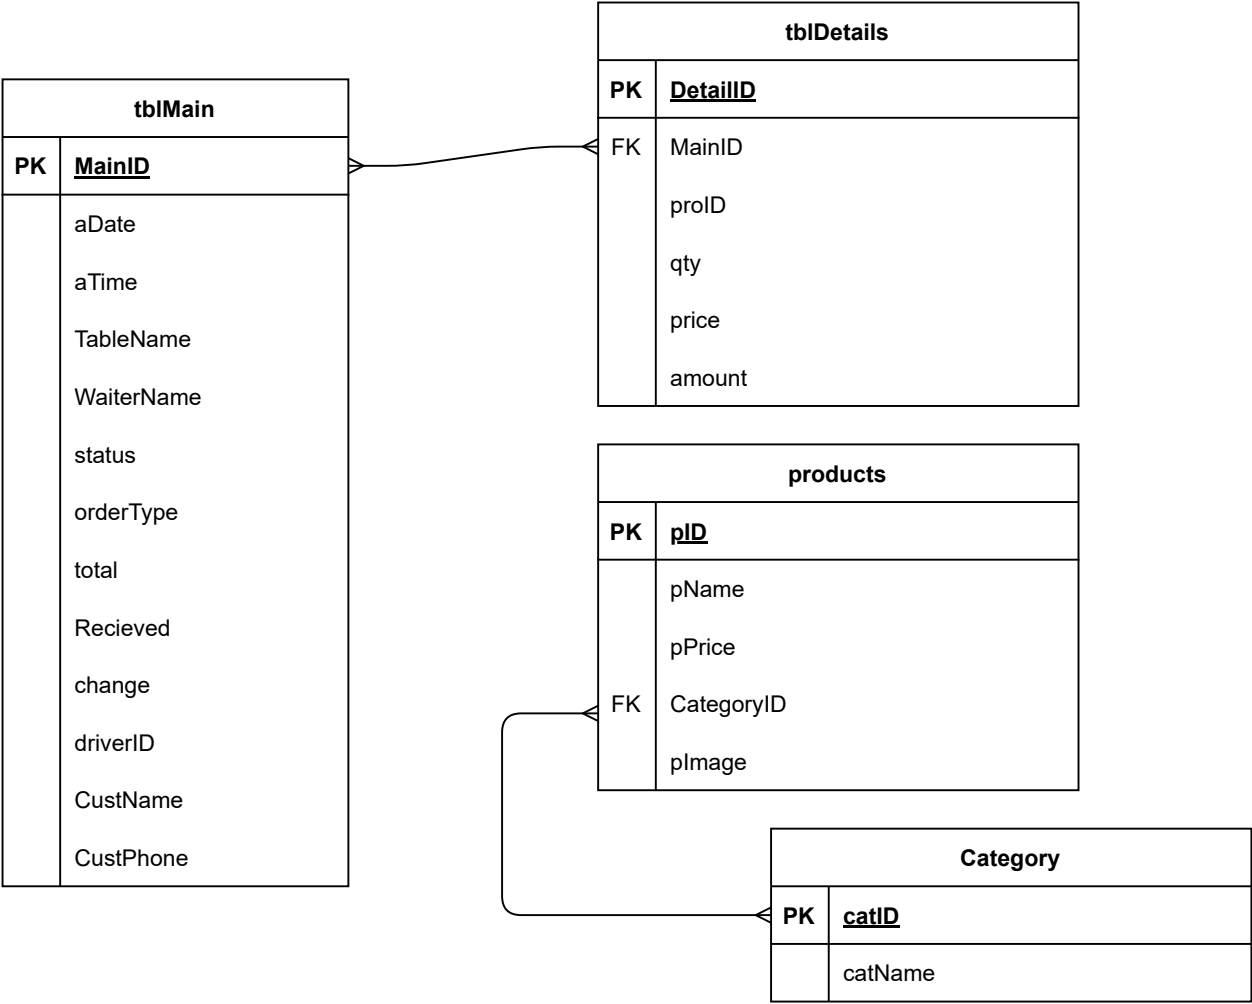 tblMain
PK MainID
aDate
aTime
TableName
WaiterName
status
orderType
total
Recieved
change
driverID
CustName
CustPhone
tblDetails
PK DetailID
FK MainID
proID
qty
price
amount
products
PK pID
pName
pPrice
FK CategoryID
pImage
Category
PK catID
catName